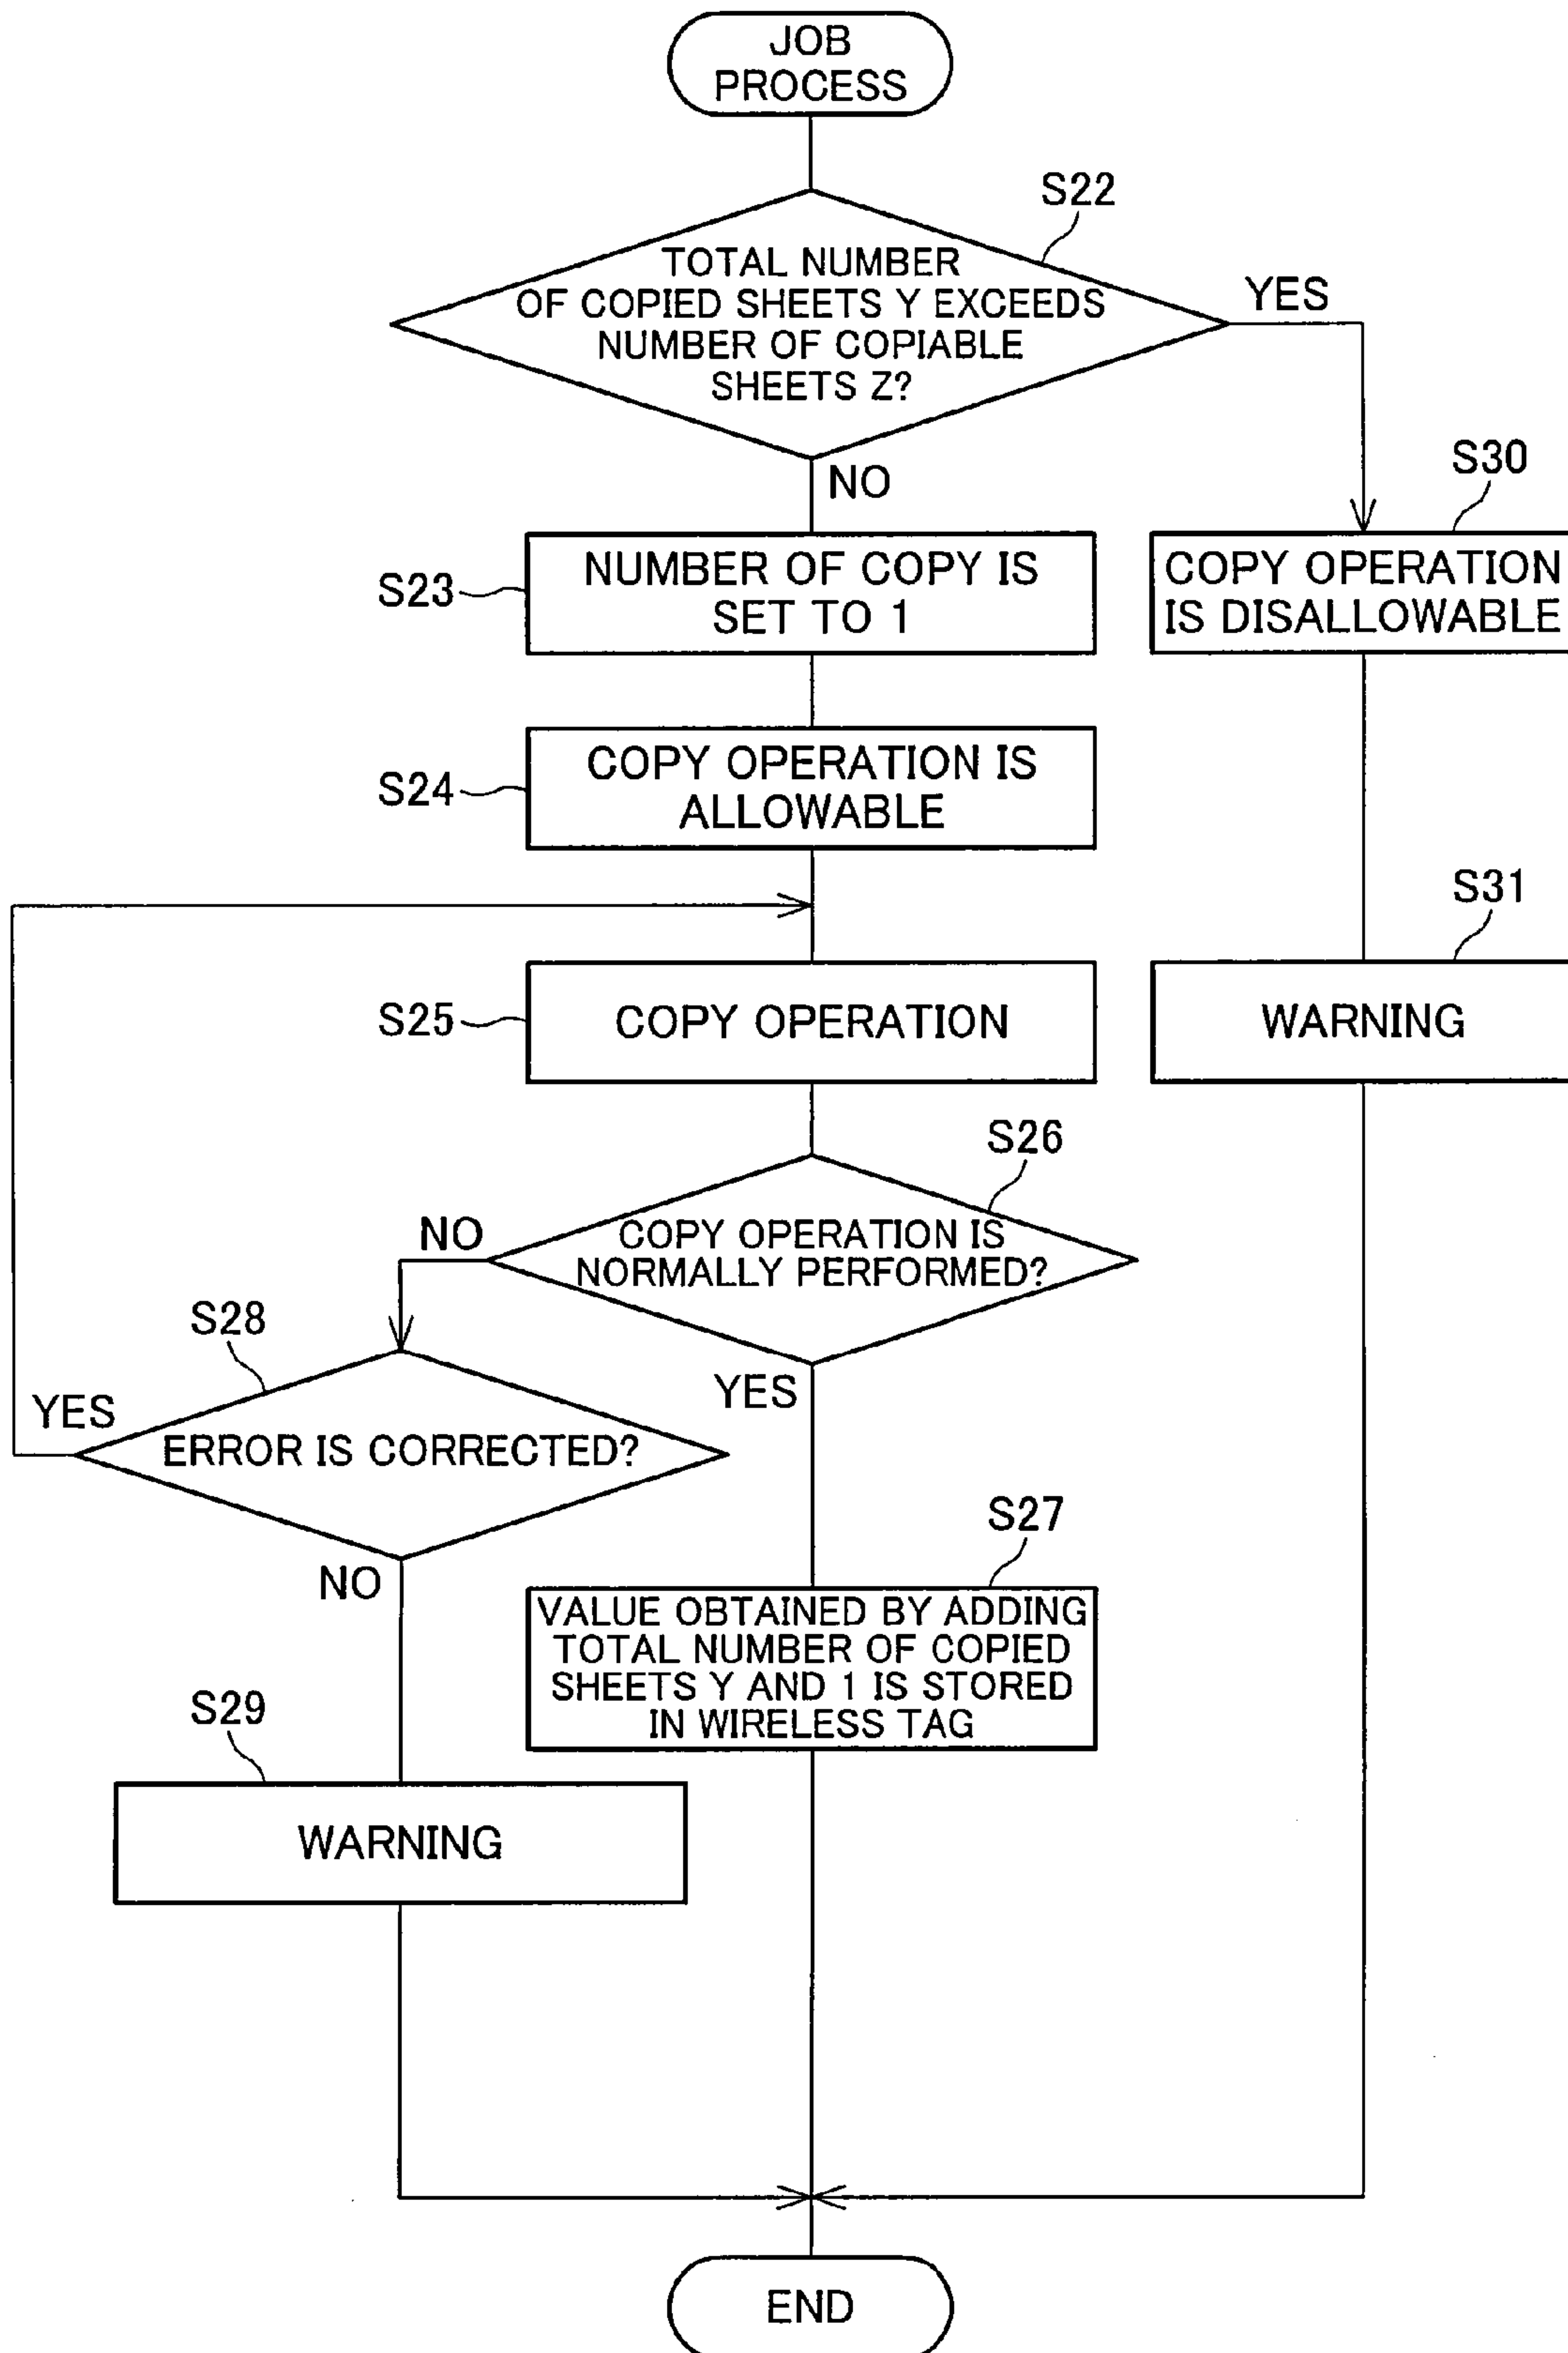 JOB
PROCESS
S22
TOTAL NUMBER
OF COPIED SHEETS Y EXCEEDS
NUMBER OF COPIABLE
SHEETS Z?
YES
NO
S30
COPY OPERATION
IS DISALLOWABLE
S23
NUMBER OF COPY IS
SET TO 1
S24
COPY OPERATION IS
ALLOWABLE
S31
WARNING
S25
COPY OPERATION
S26
COPY OPERATION IS
NORMALLY PERFORMED?
NO
YES
S28
ERROR IS CORRECTED?
YES
NO
S27
VALUE OBTAINED BY ADDING
TOTAL NUMBER OF COPIED
SHEETS Y AND 1 IS STORED
IN WIRELESS TAG
S29
WARNING
END